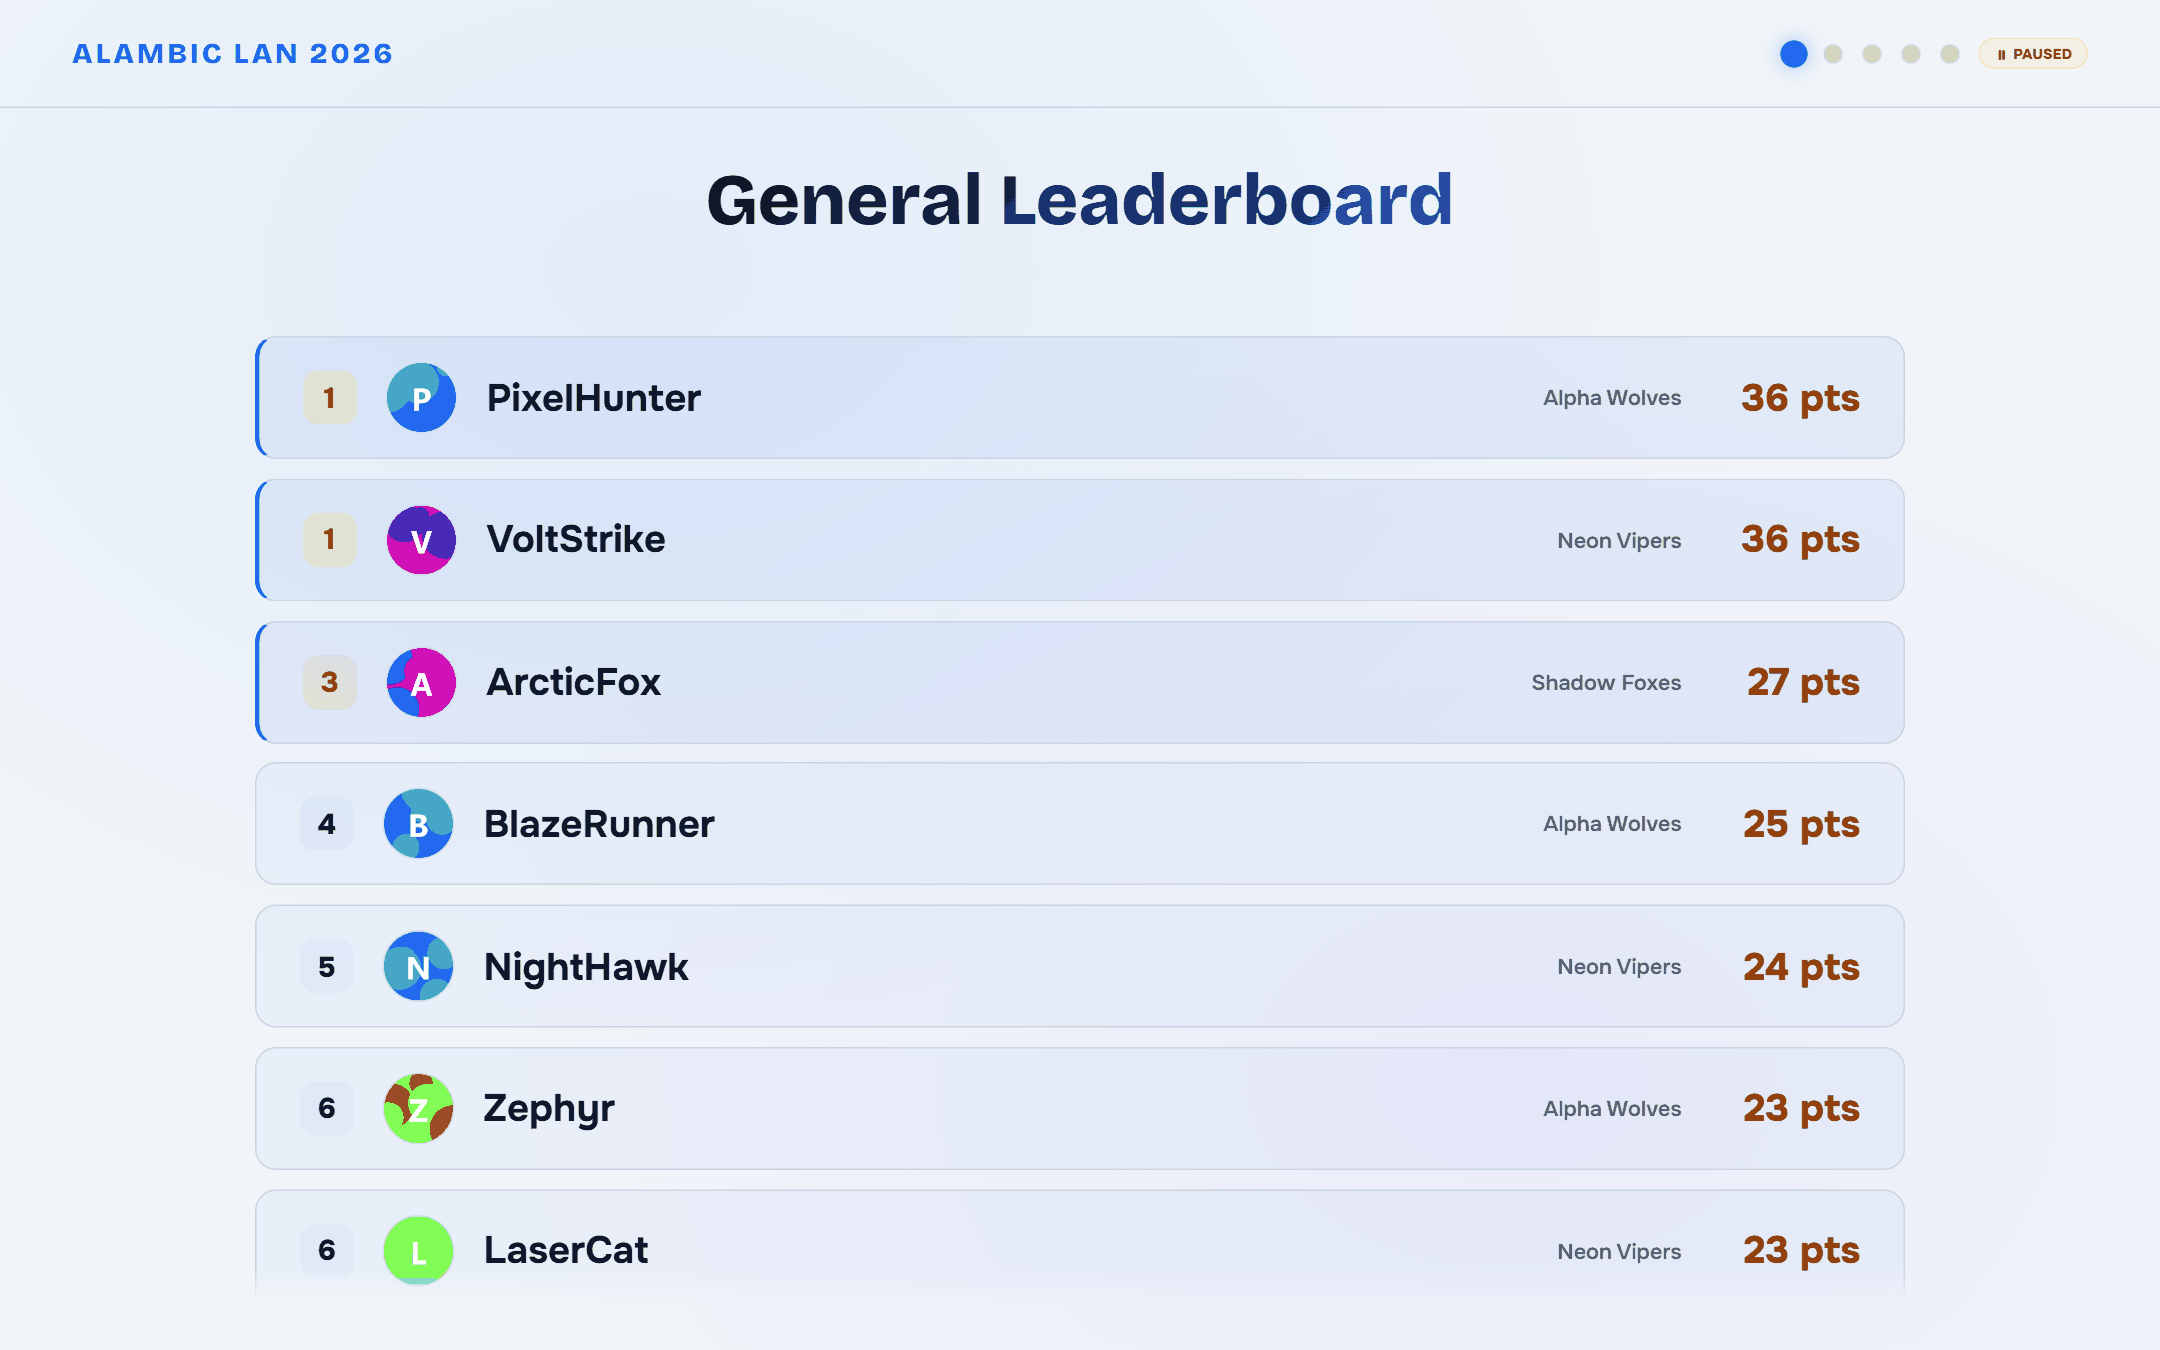 ALAMBIC LAN 2026
PAUSED
General Leaderboard
1 P PixelHunter Alpha Wolves 36 pts
1 V VoltStrike Neon Vipers 36 pts
3 A ArcticFox Shadow Foxes 27 pts
4 B BlazeRunner Alpha Wolves 25 pts
5 N NightHawk Neon Vipers 24 pts
6 Z Zephyr Alpha Wolves 23 pts
6 L LaserCat Neon Vipers 23 pts